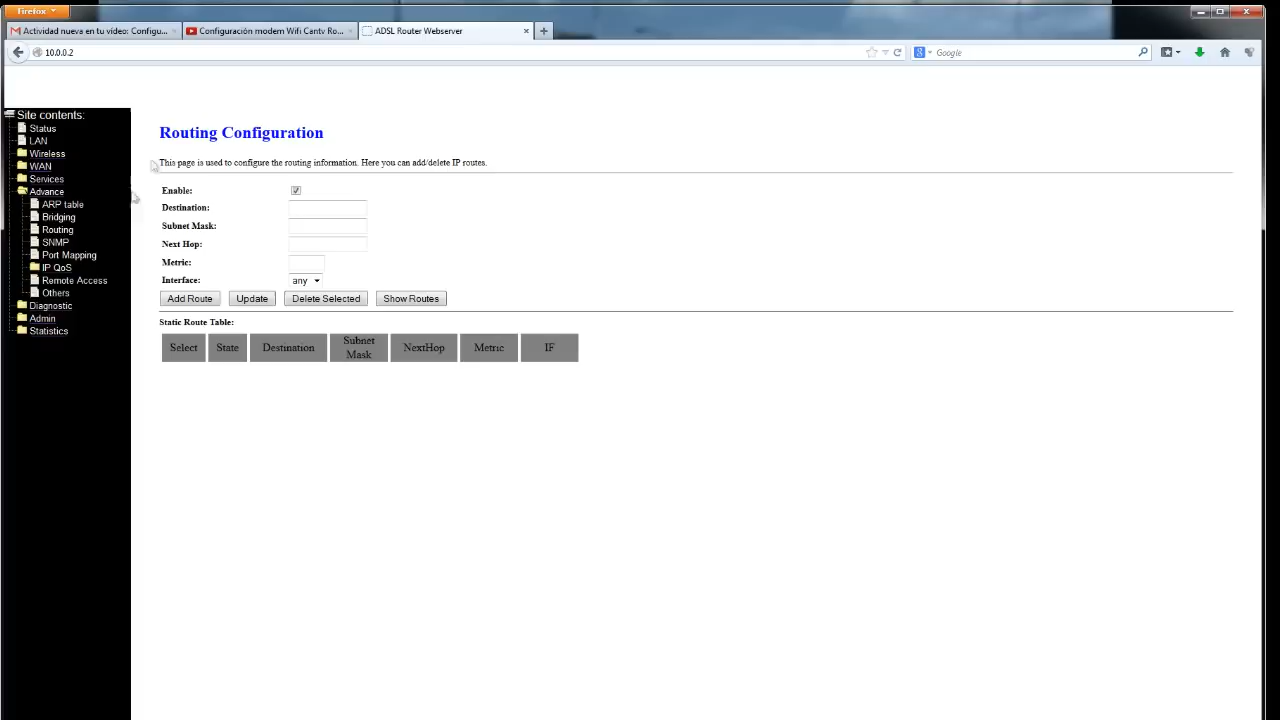 Firefox
Actividad nueva en tu vídeo: Configu...
Configuración modem Wifi Cantv Ro...
ADSL Router Webserver
10.0.0.2
Google
Site contents:
Status
LAN
Wireless
WAN
Services
Advance
ARP table
Bridging
Routing
SNMP
Port Mapping
IP QoS
Remote Access
Others
Diagnostic
Admin
Statistics
Routing Configuration
This page is used to configure the routing information. Here you can add/delete IP routes.
Enable:
Destination:
Subnet Mask:
Next Hop:
Metric:
Interface: any
Add Route Update Delete Selected Show Routes
Static Route Table:
Select State Destination Subnet Mask NextHop Metric IF